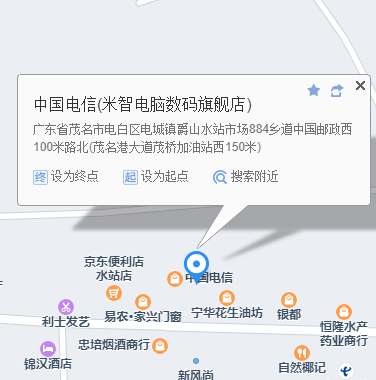 中国电信(米智电脑数码旗舰店)
广东省茂名市电白区电城镇爵山水站市场884乡道中国邮政西
100米路北(茂名港大道茂桥加油站西150米)
终 设为终点 起 设为起点 搜索附近
京东便利店
水站店
中国电信
利士发艺
易农·家兴门窗
宁华花生油坊
银都
恒隆水产
药业商行
忠培烟酒商行
锦汉酒店
新风尚
自然椰记